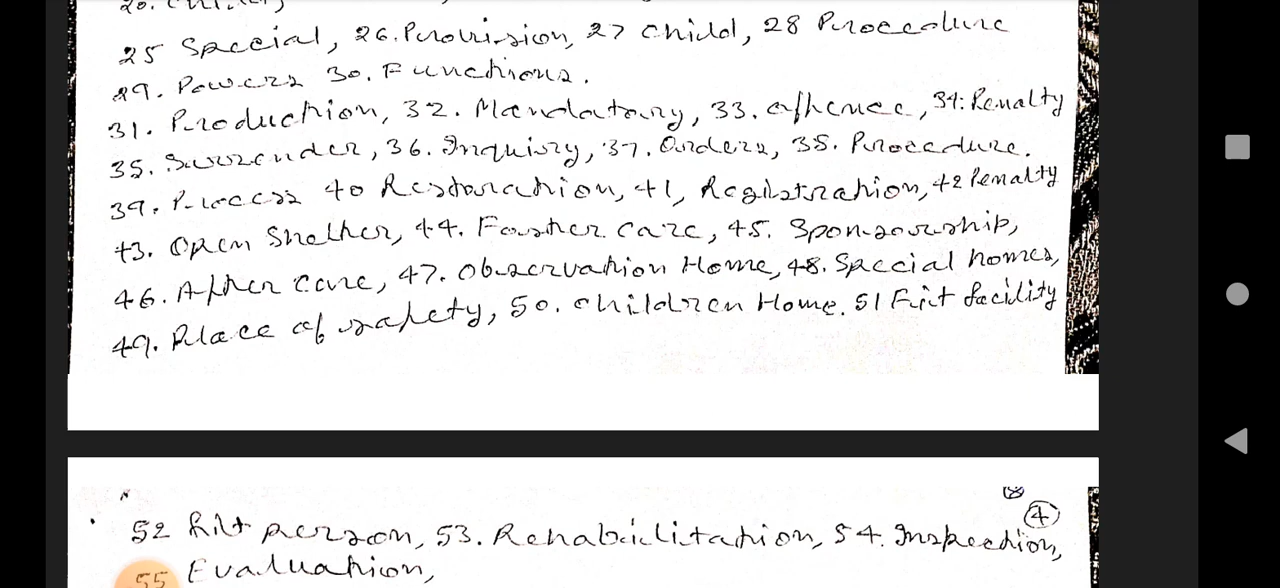 25 Special, 26. Provision, 27 Child, 28 Procedure
29. Powers 30. Functions.
31. Production, 32. Mandatory, 33. offence, 34: Penalty
35. Surrender, 36. Inquiry, 37. Orders, 38. Procedure.
39. Process 40 Restoration, 41, Registration, 42 Penalty
43. Open Shelter, 44. Foster care, 45. Sponsorship,
46. After care, 47. Observation Home, 48. Special homes,
49. Place of safety, 50. Children Home. 51 Fit facility
4
52 Fit person, 53. Rehabilitation, 54. Inspection,
55 Evaluation,